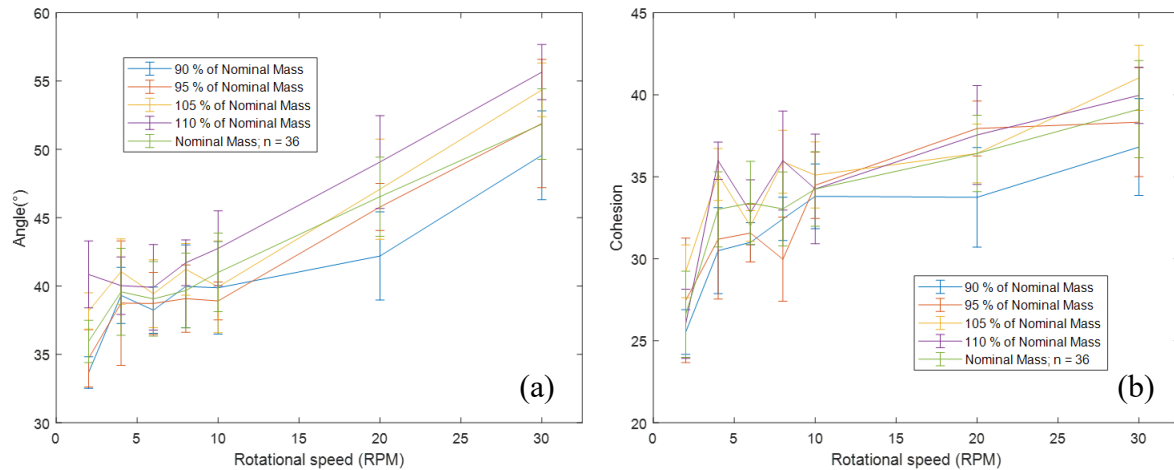 60
55
50
45
40
35
30
Angle(°)
90 % of Nominal Mass
95 % of Nominal Mass
105 % of Nominal Mass
110 % of Nominal Mass
Nominal Mass; n = 36
(a)
0 5 10 15 20 25 30
Rotational speed (RPM)
45
40
35
30
25
20
Cohesion
90 % of Nominal Mass
95 % of Nominal Mass
105 % of Nominal Mass
110 % of Nominal Mass
Nominal Mass; n = 36
(b)
0 5 10 15 20 25 30
Rotational speed (RPM)